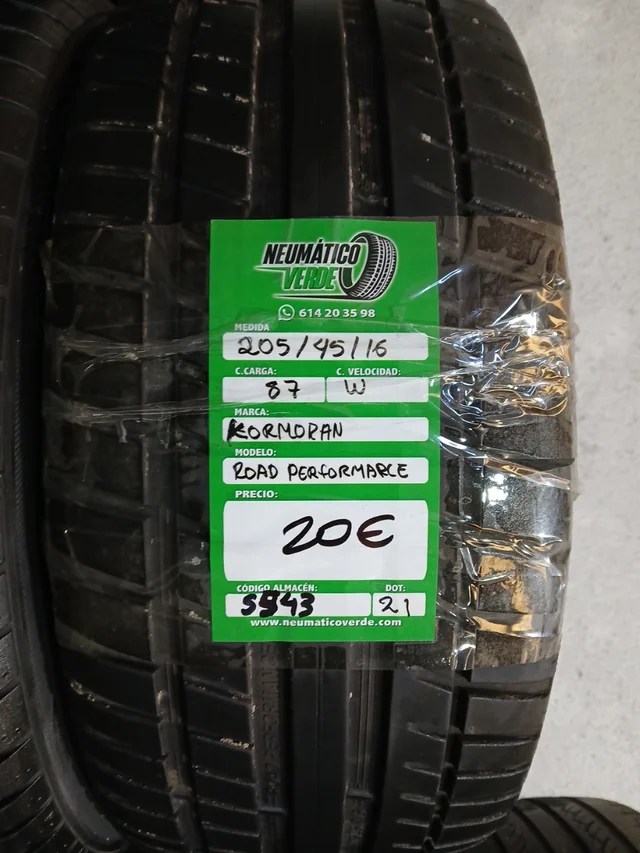 NEUMÁTICO
VERDE
614 20 35 98
MEDIDA
205/45/16
C.CARGA: C. VELOCIDAD:
87 W
MARCA:
KORMORAN
MODELO:
ROAD PERFORMARCE
PRECIO:
20€
CÓDIGO ALMACÉN: DOT:
5543 21
www.neumaticoverde.com